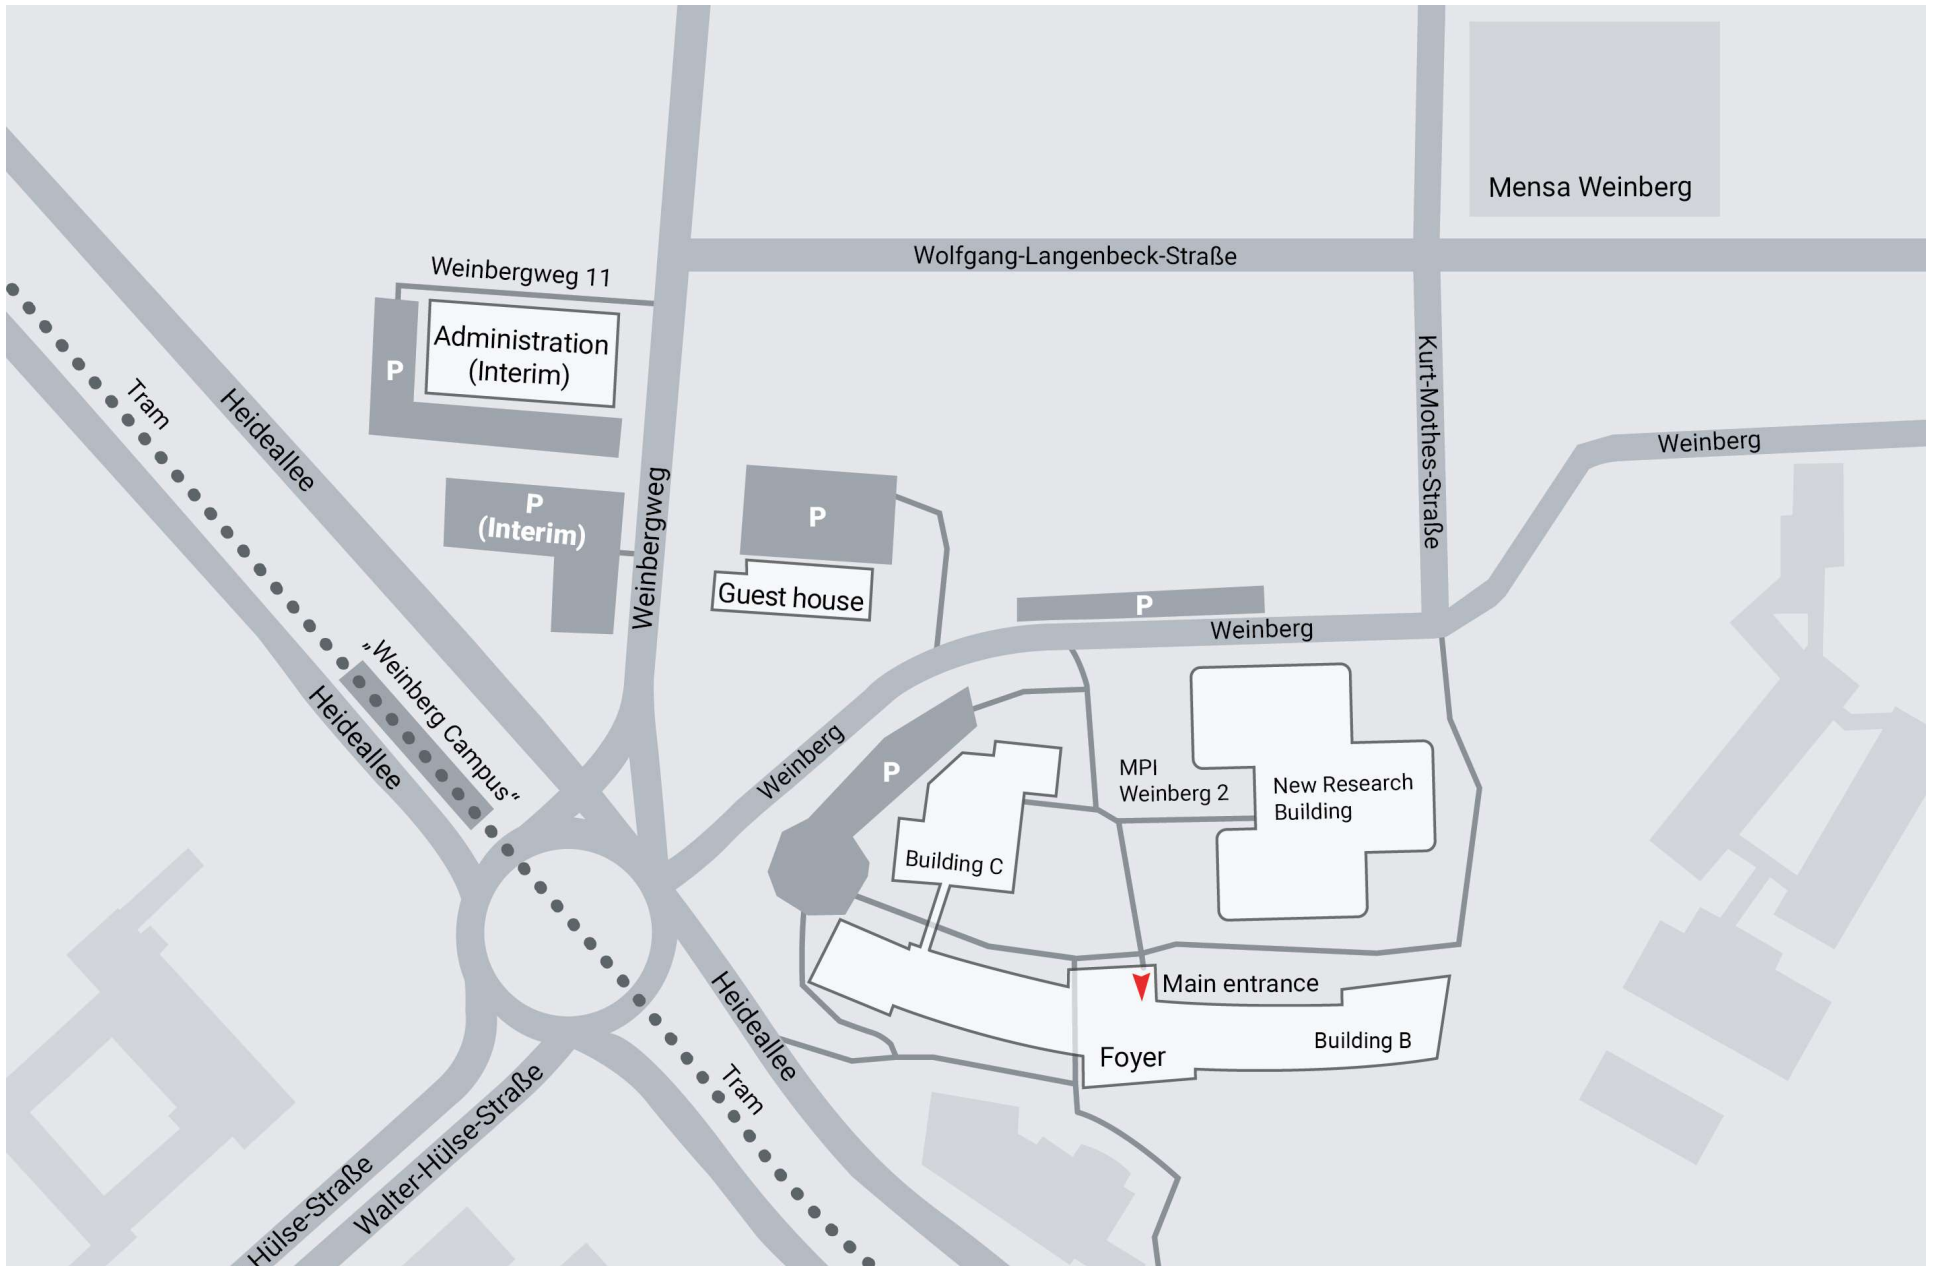 Mensa Weinberg
Wolfgang-Langenbeck-Straße
Weinbergweg 11
Administration
(Interim)
P
Tram
Heideallee
Kurt-Mothes-Straße
Weinberg
P
(Interim)
Weinbergweg
P
Guest house
P
Weinberg
„Weinberg Campus“
Heideallee
Weinberg
P
MPI
Weinberg 2
New Research
Building
Building C
Main entrance
Heideallee
Building B
Foyer
Tram
Walter-Hülse-Straße
Hülse-Straße